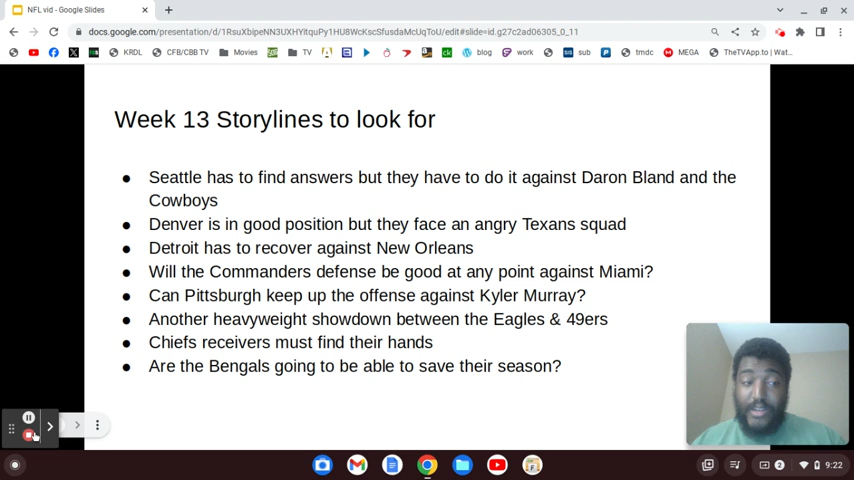 NFL vid - Google Slides
docs.google.com/presentation/d/1RsuXbipeNN3UXHYitquPy1HU8WcKscSfusdaMcUqToU/edit#slide=id.g27c2ad06305_0_11
KRDL CFB/CBB TV Movies TV blog work sub tmdc MEGA TheTVApp.to | Wat...
Week 13 Storylines to look for
● Seattle has to find answers but they have to do it against Daron Bland and the
Cowboys
● Denver is in good position but they face an angry Texans squad
● Detroit has to recover against New Orleans
● Will the Commanders defense be good at any point against Miami?
● Can Pittsburgh keep up the offense against Kyler Murray?
● Another heavyweight showdown between the Eagles & 49ers
● Chiefs receivers must find their hands
● Are the Bengals going to be able to save their season?
2 9:22